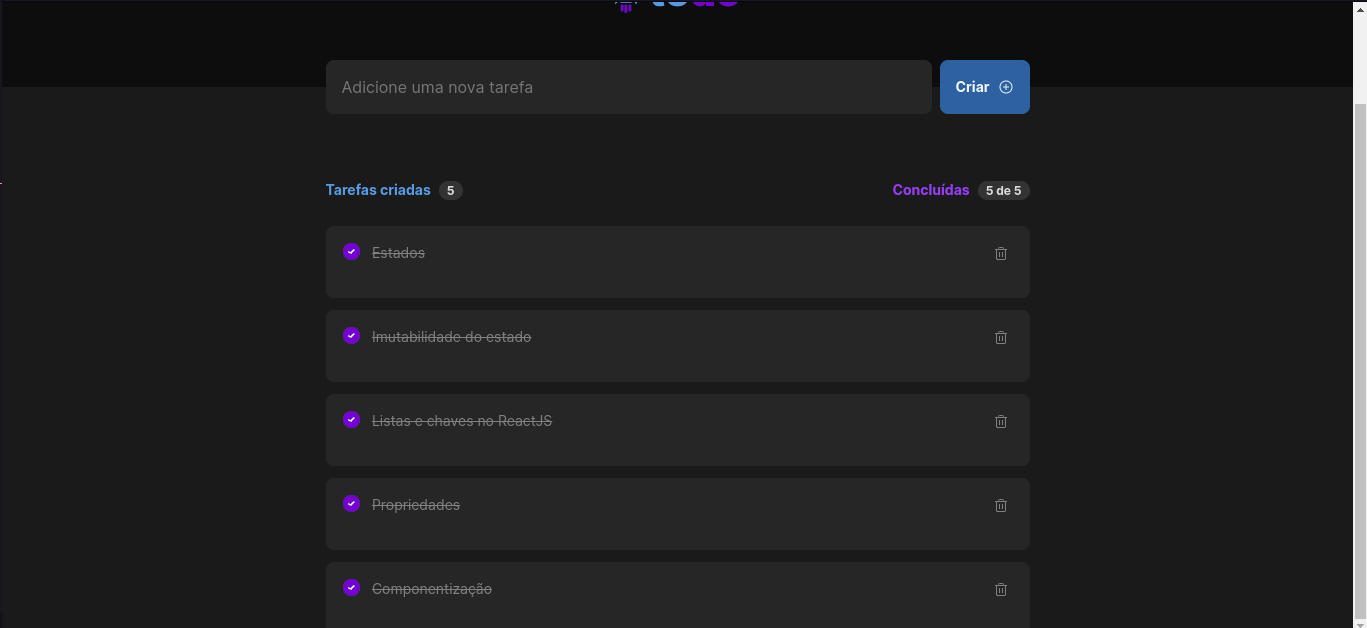 Adicione uma nova tarefa
Criar
Tarefas criadas 5
Concluídas 5 de 5
Estados
Imutabilidade do estado
Listas e chaves no ReactJS
Propriedades
Componentização